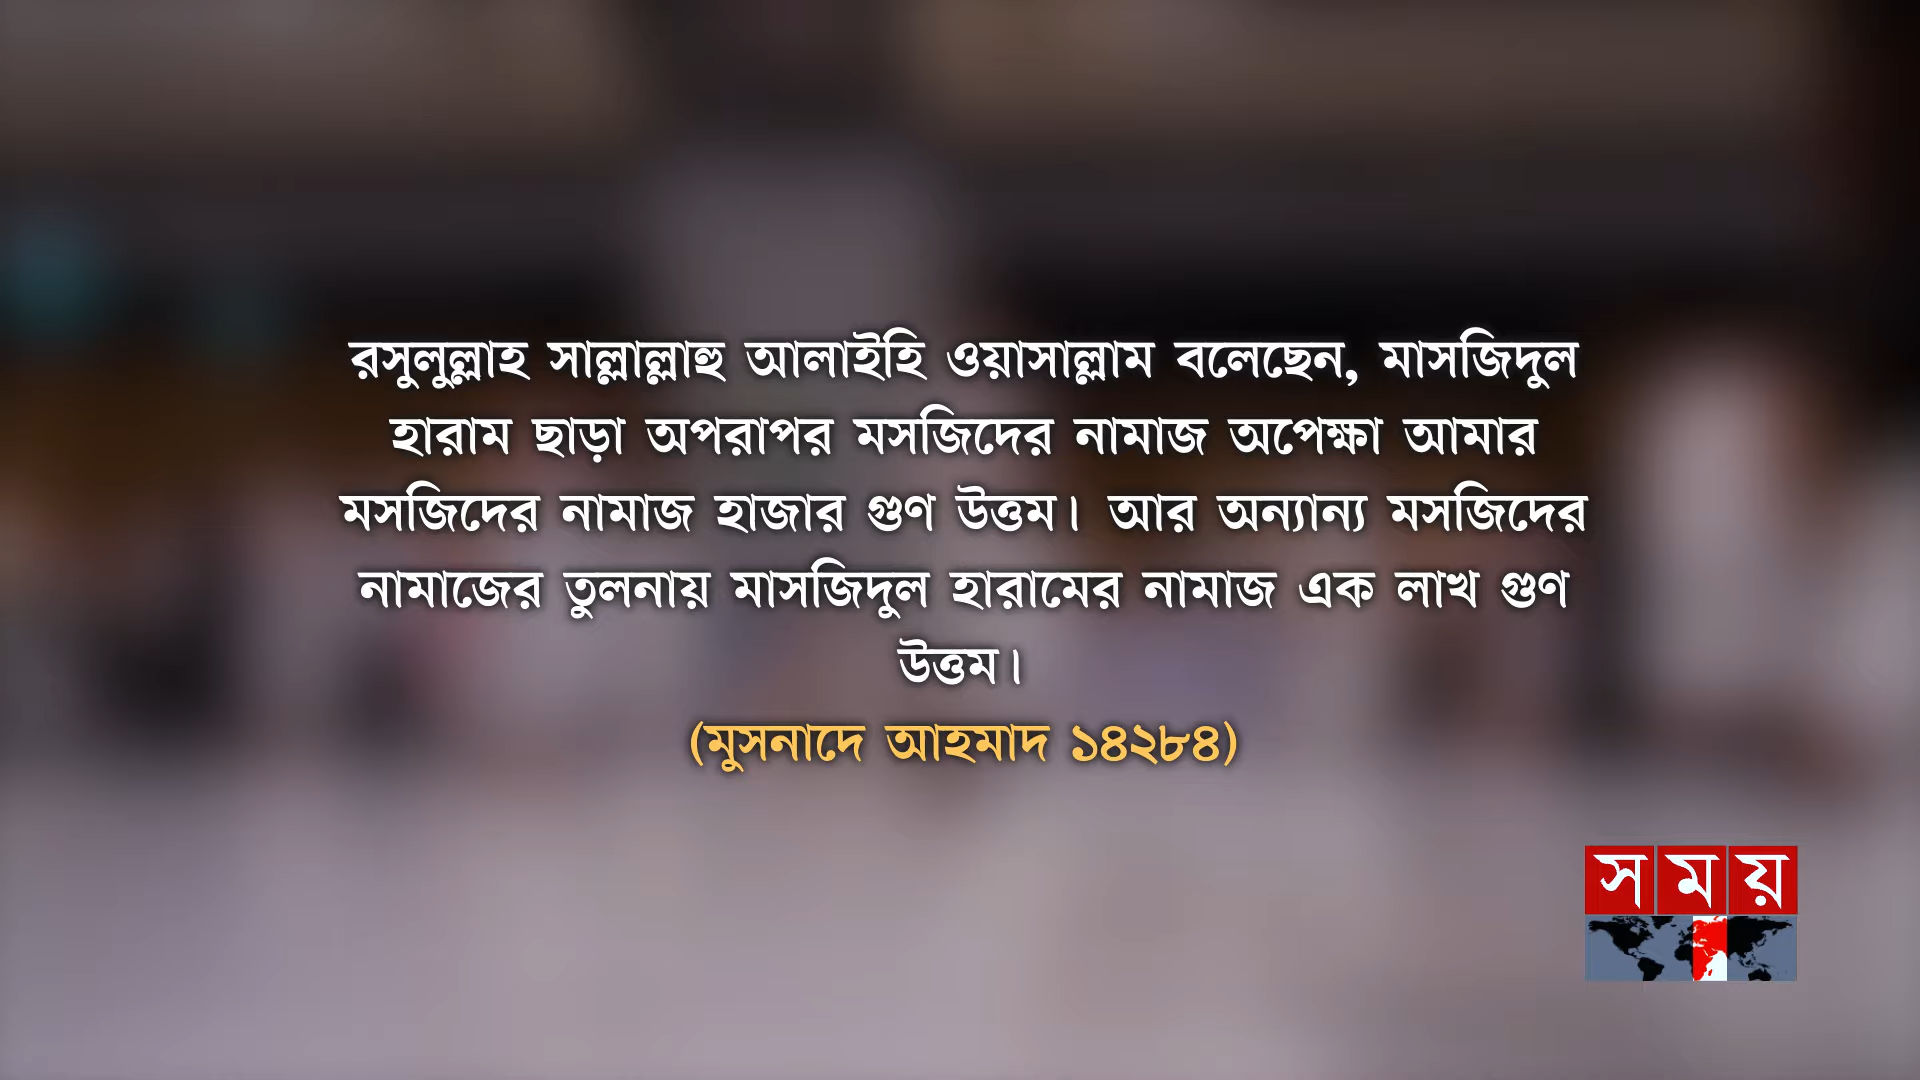 রসুলুল্লাহ সাল্লাল্লাহু আলাইহি ওয়াসাল্লাম বলেছেন, মাসজিদুল
হারাম ছাড়া অপরাপর মসজিদের নামাজ অপেক্ষা আমার
মসজিদের নামাজ হাজার গুণ উত্তম। আর অন্যান্য মসজিদের
নামাজের তুলনায় মাসজিদুল হারামের নামাজ এক লাখ গুণ
উত্তম।
(মুসনাদে আহমাদ ১৪২৮৪)
সময়